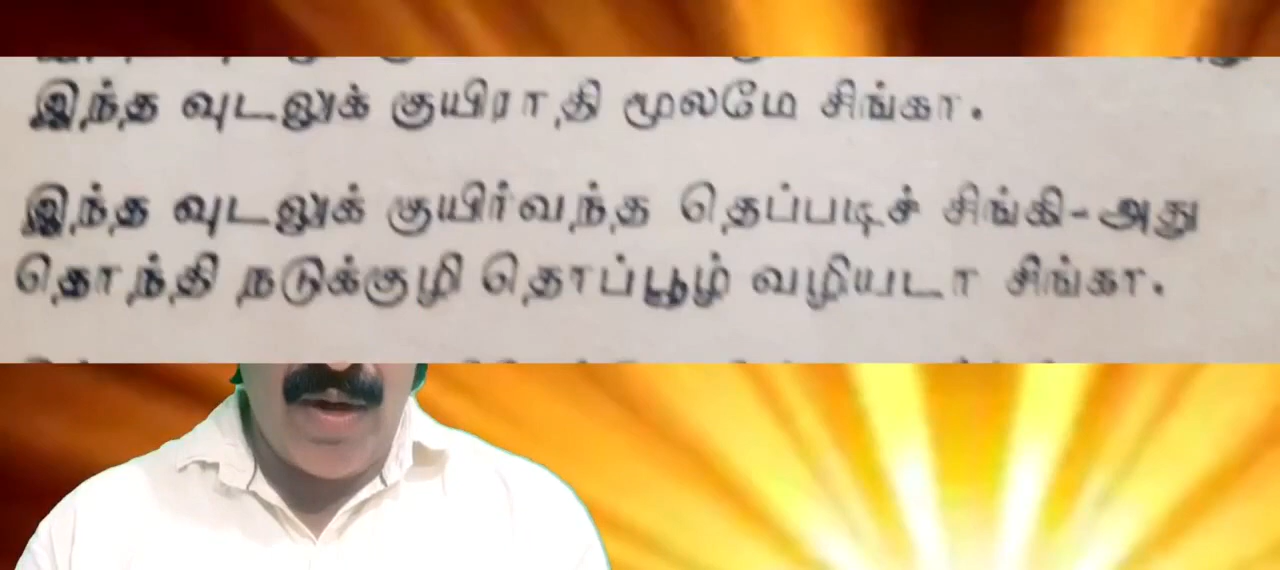 இந்த வுடலுக் குயிராதி மூலமே சிங்கா.
இந்த வுடலுக் குயிர்வந்த தெப்படிச் சிங்கி-அது
தொந்தி நடுக்குழி தொப்பூழ் வழியடா சிங்கா.